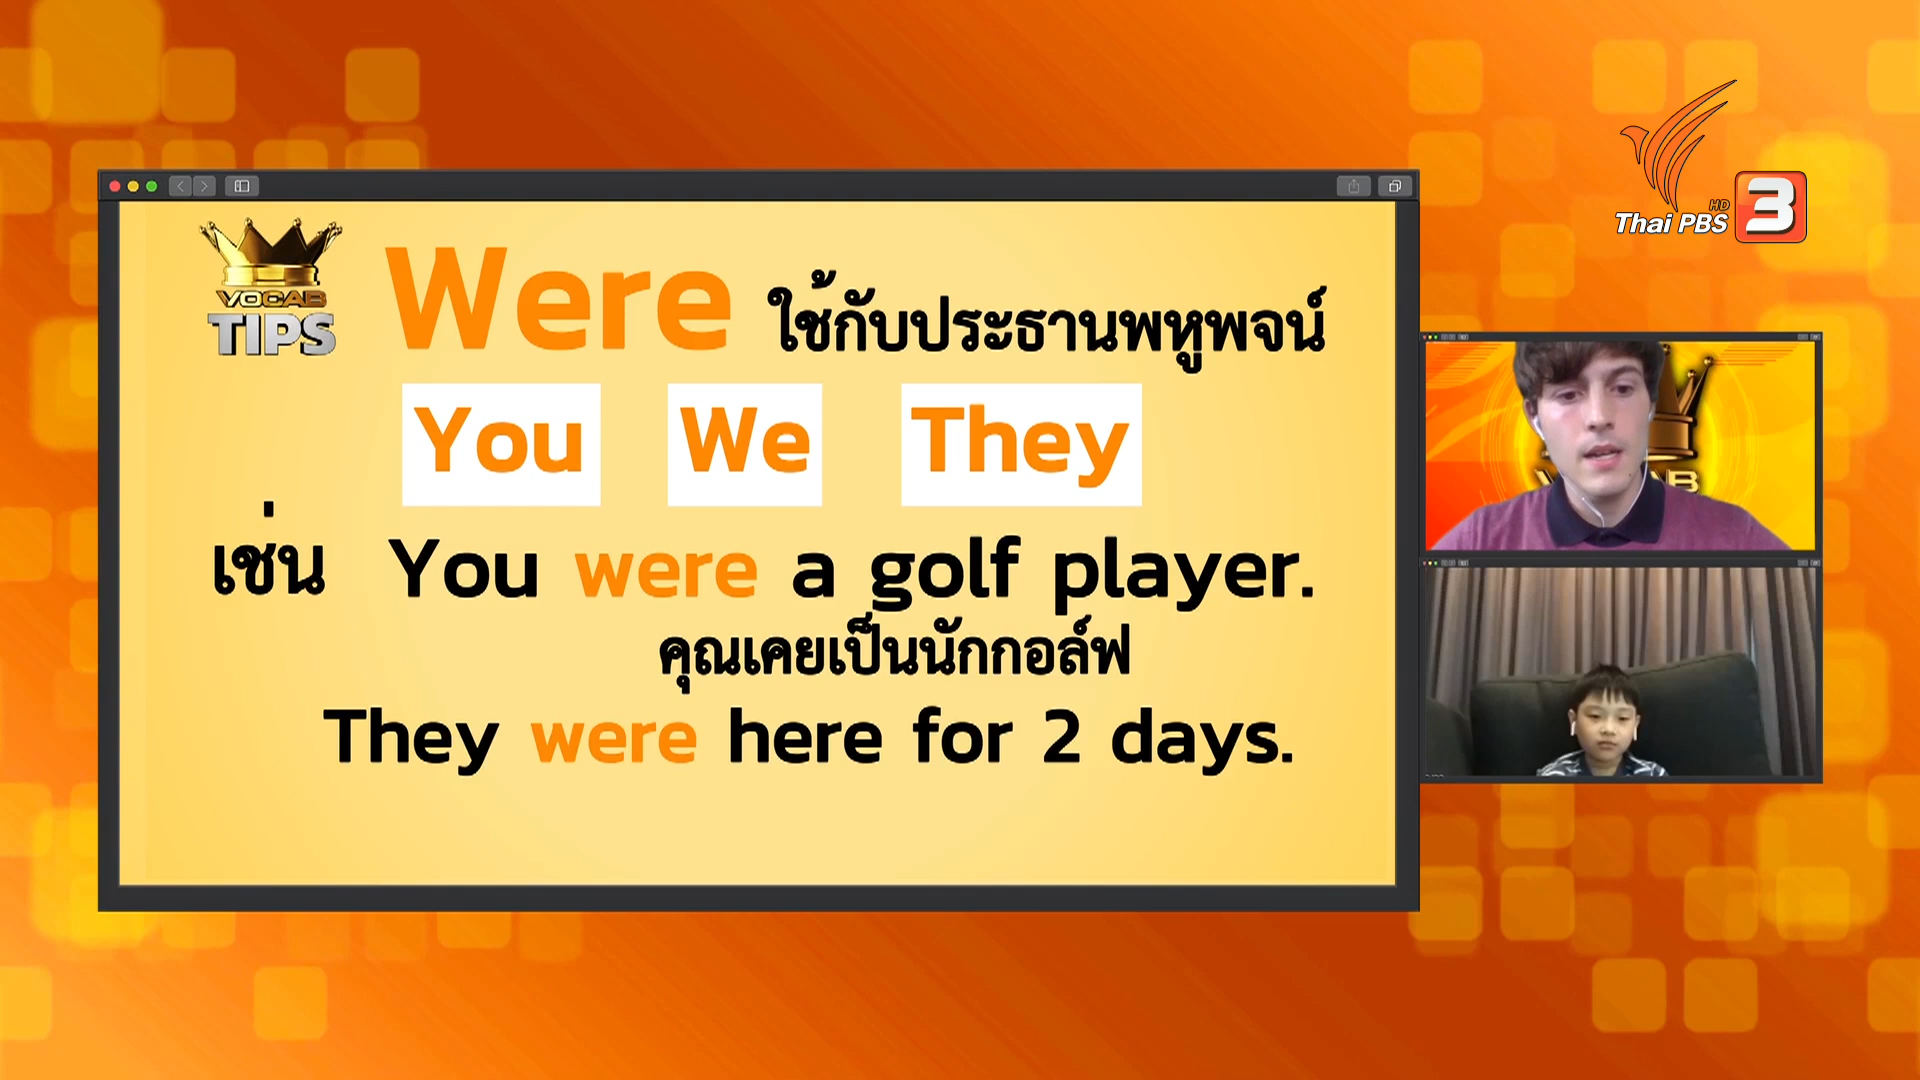 VOCAB
TIPS
Were ใช้กับประธานพหูพจน์
You We They
เช่น You were a golf player.
คุณเคยเป็นนักกอล์ฟ
They were here for 2 days.
HD
Thai PBS 3